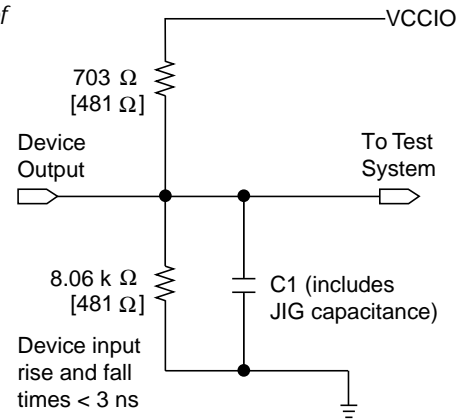 f
VCCIO
703 Ω
[481 Ω]
Device
Output
To Test
System
8.06 k Ω
[481 Ω]
C1 (includes
JIG capacitance)
Device input
rise and fall
times < 3 ns